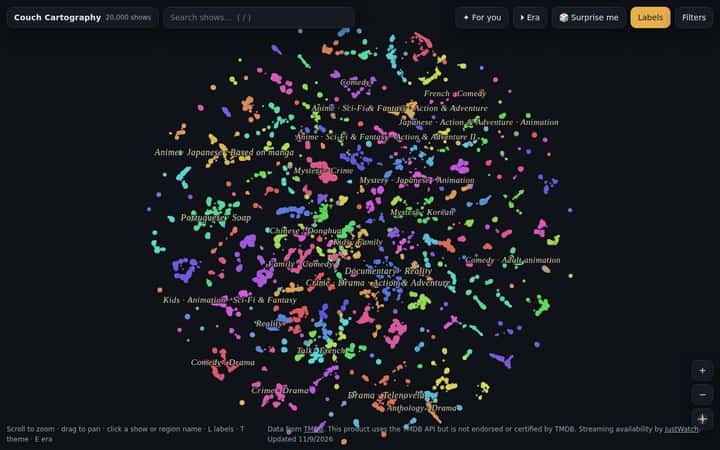 Couch Cartography 20,000 shows
Search shows... ( / )
✦ For you
Era
🎲 Surprise me
Labels
Filters
Comedy
French · Comedy
Anime · Sci-Fi & Fantasy · Action & Adventure
Japanese · Action & Adventure · Animation
Anime · Sci-Fi & Fantasy · Action & Adventure II
Anime · Japanese · Based on manga
Mystery · Crime
Mystery · Japanese · Animation
Mystery · Korean
Portuguese · Soap
Chinese · Donghua
Kids · Family
Family · Comedy
Comedy · Adult animation
Documentary · Reality
Crime · Drama · Action & Adventure
Kids · Animation · Sci-Fi & Fantasy
Reality
Talk · French
Comedy · Drama
Crime · Drama
Drama · Telenovela
Anthology · Drama
+
−
Scroll to zoom · drag to pan · click a show or region name · L labels · T
theme · E era
Data from TMDB. This product uses the TMDB API but is not endorsed or certified by TMDB. Streaming availability by JustWatch.
Updated 11/9/2026